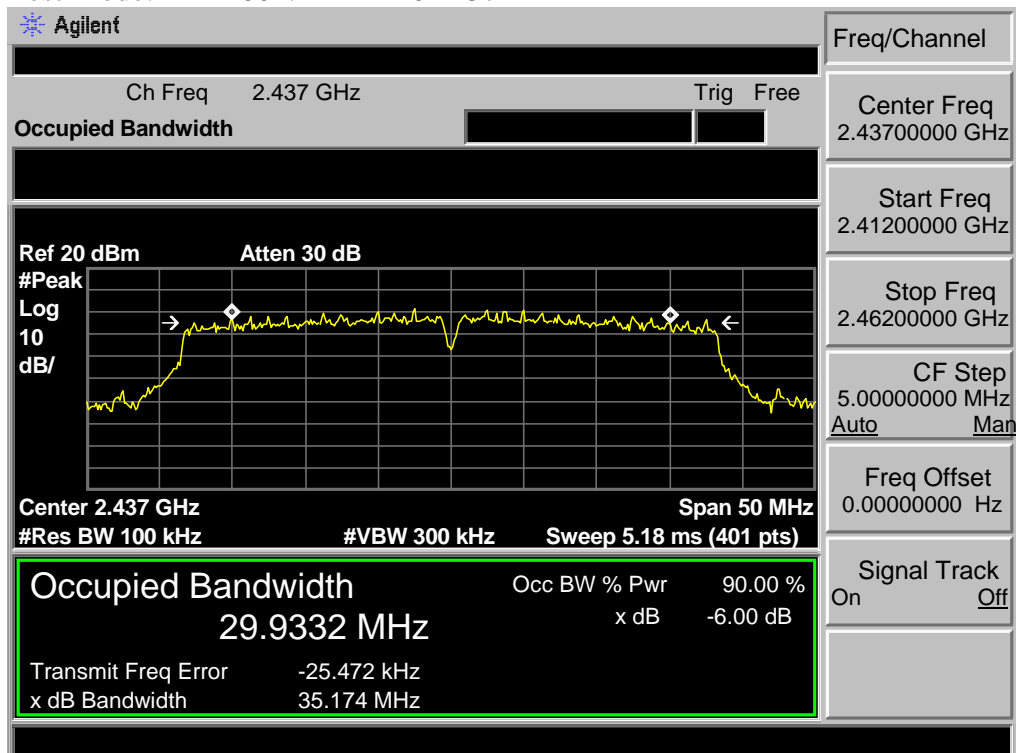 Agilent
Freq/Channel
Ch Freq 2.437 GHz Trig Free
Occupied Bandwidth
Center Freq
2.43700000 GHz
Start Freq
2.41200000 GHz
Stop Freq
2.46200000 GHz
CF Step
5.00000000 MHz
Auto Man
Freq Offset
0.00000000 Hz
Signal Track
On Off
Ref 20 dBm Atten 30 dB
#Peak
Log
10
dB/
Center 2.437 GHz Span 50 MHz
#Res BW 100 kHz #VBW 300 kHz Sweep 5.18 ms (401 pts)
Occupied Bandwidth Occ BW % Pwr 90.00 %
29.9332 MHz x dB -6.00 dB
Transmit Freq Error -25.472 kHz
x dB Bandwidth 35.174 MHz